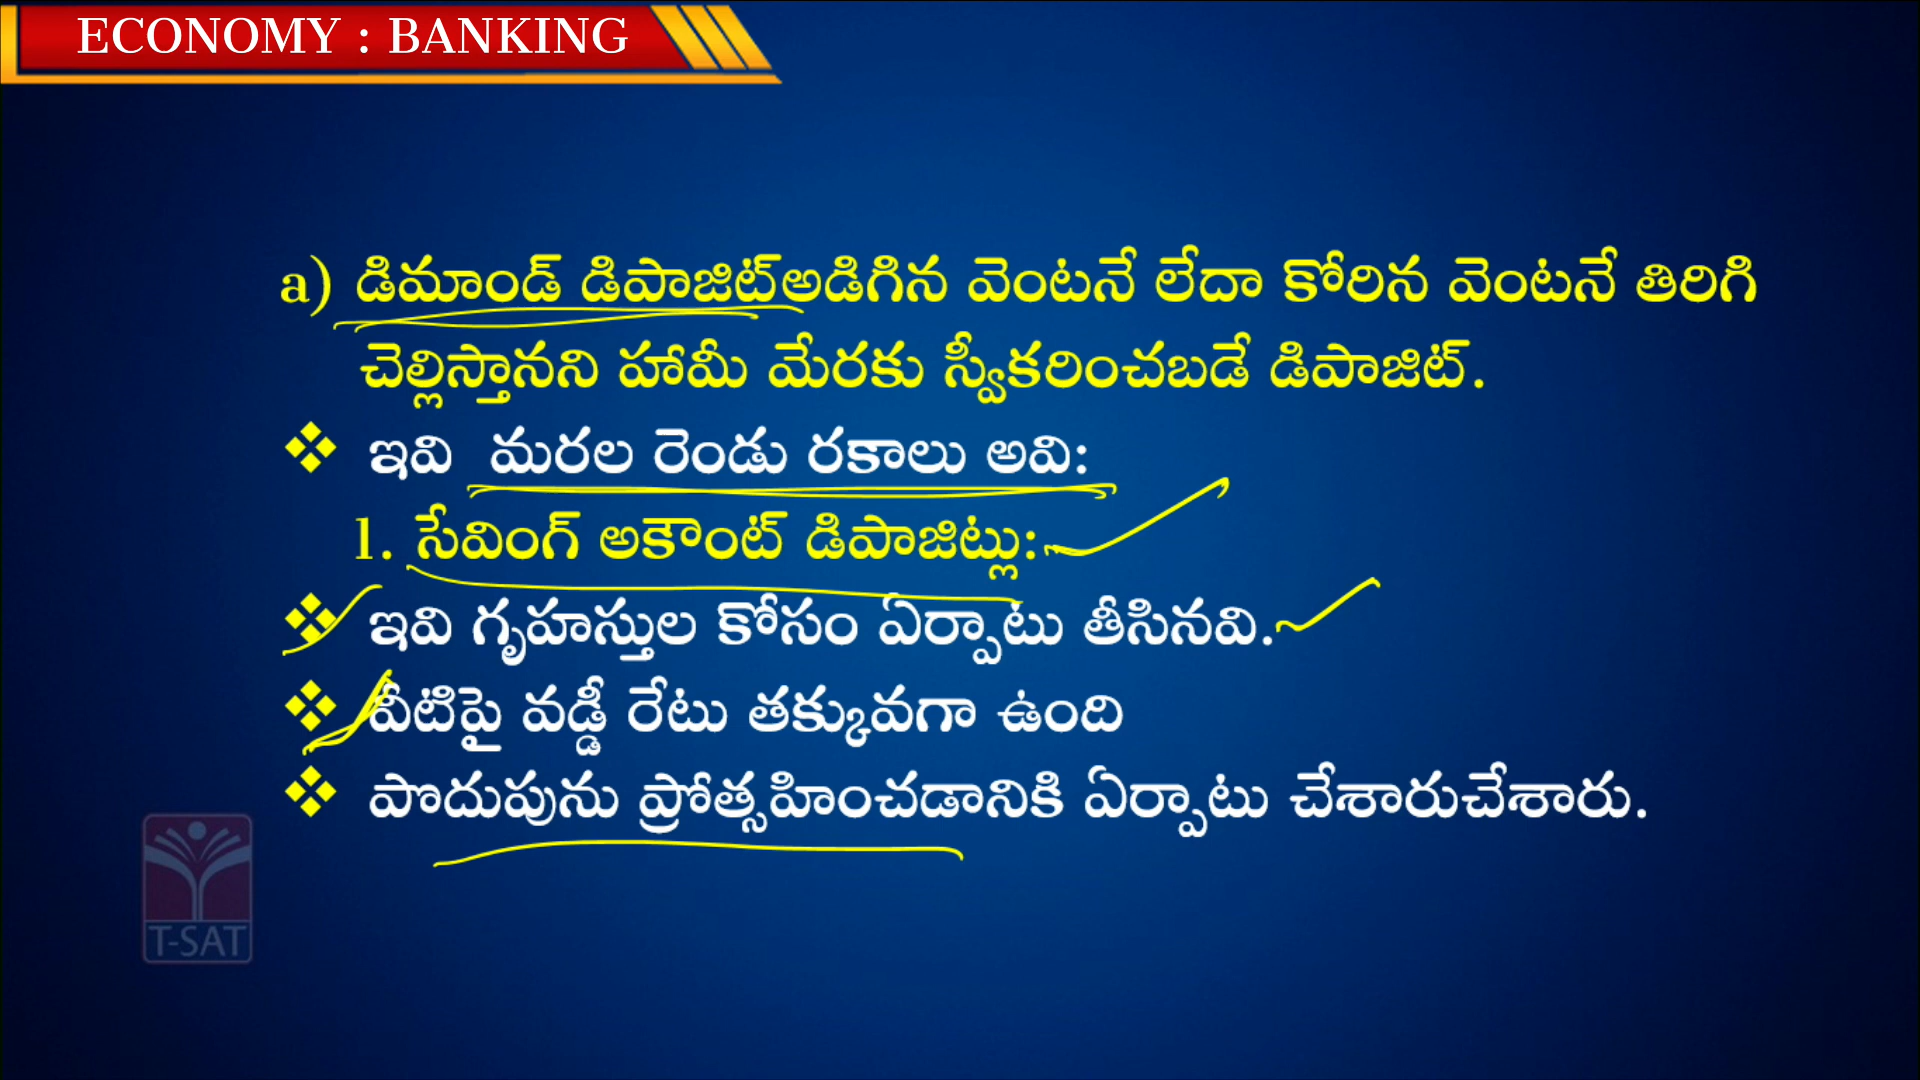 ECONOMY : BANKING
a) డిమాండ్ డిపాజిట్అడిగిన వెంటనే లేదా కోరిన వెంటనే తిరిగి
చెల్లిస్తానని హామీ మేరకు స్వీకరించబడే డిపాజిట్.
❖ ఇవి మరల రెండు రకాలు అవి:
1. సేవింగ్ అకౌంట్ డిపాజిట్లు:
❖ ఇవి గృహస్తుల కోసం ఏర్పాటు తీసినవి.
❖ వీటిపై వడ్డీ రేటు తక్కువగా ఉంది
❖ పొదుపును ప్రోత్సహించడానికి ఏర్పాటు చేశారుచేశారు.
T-SAT